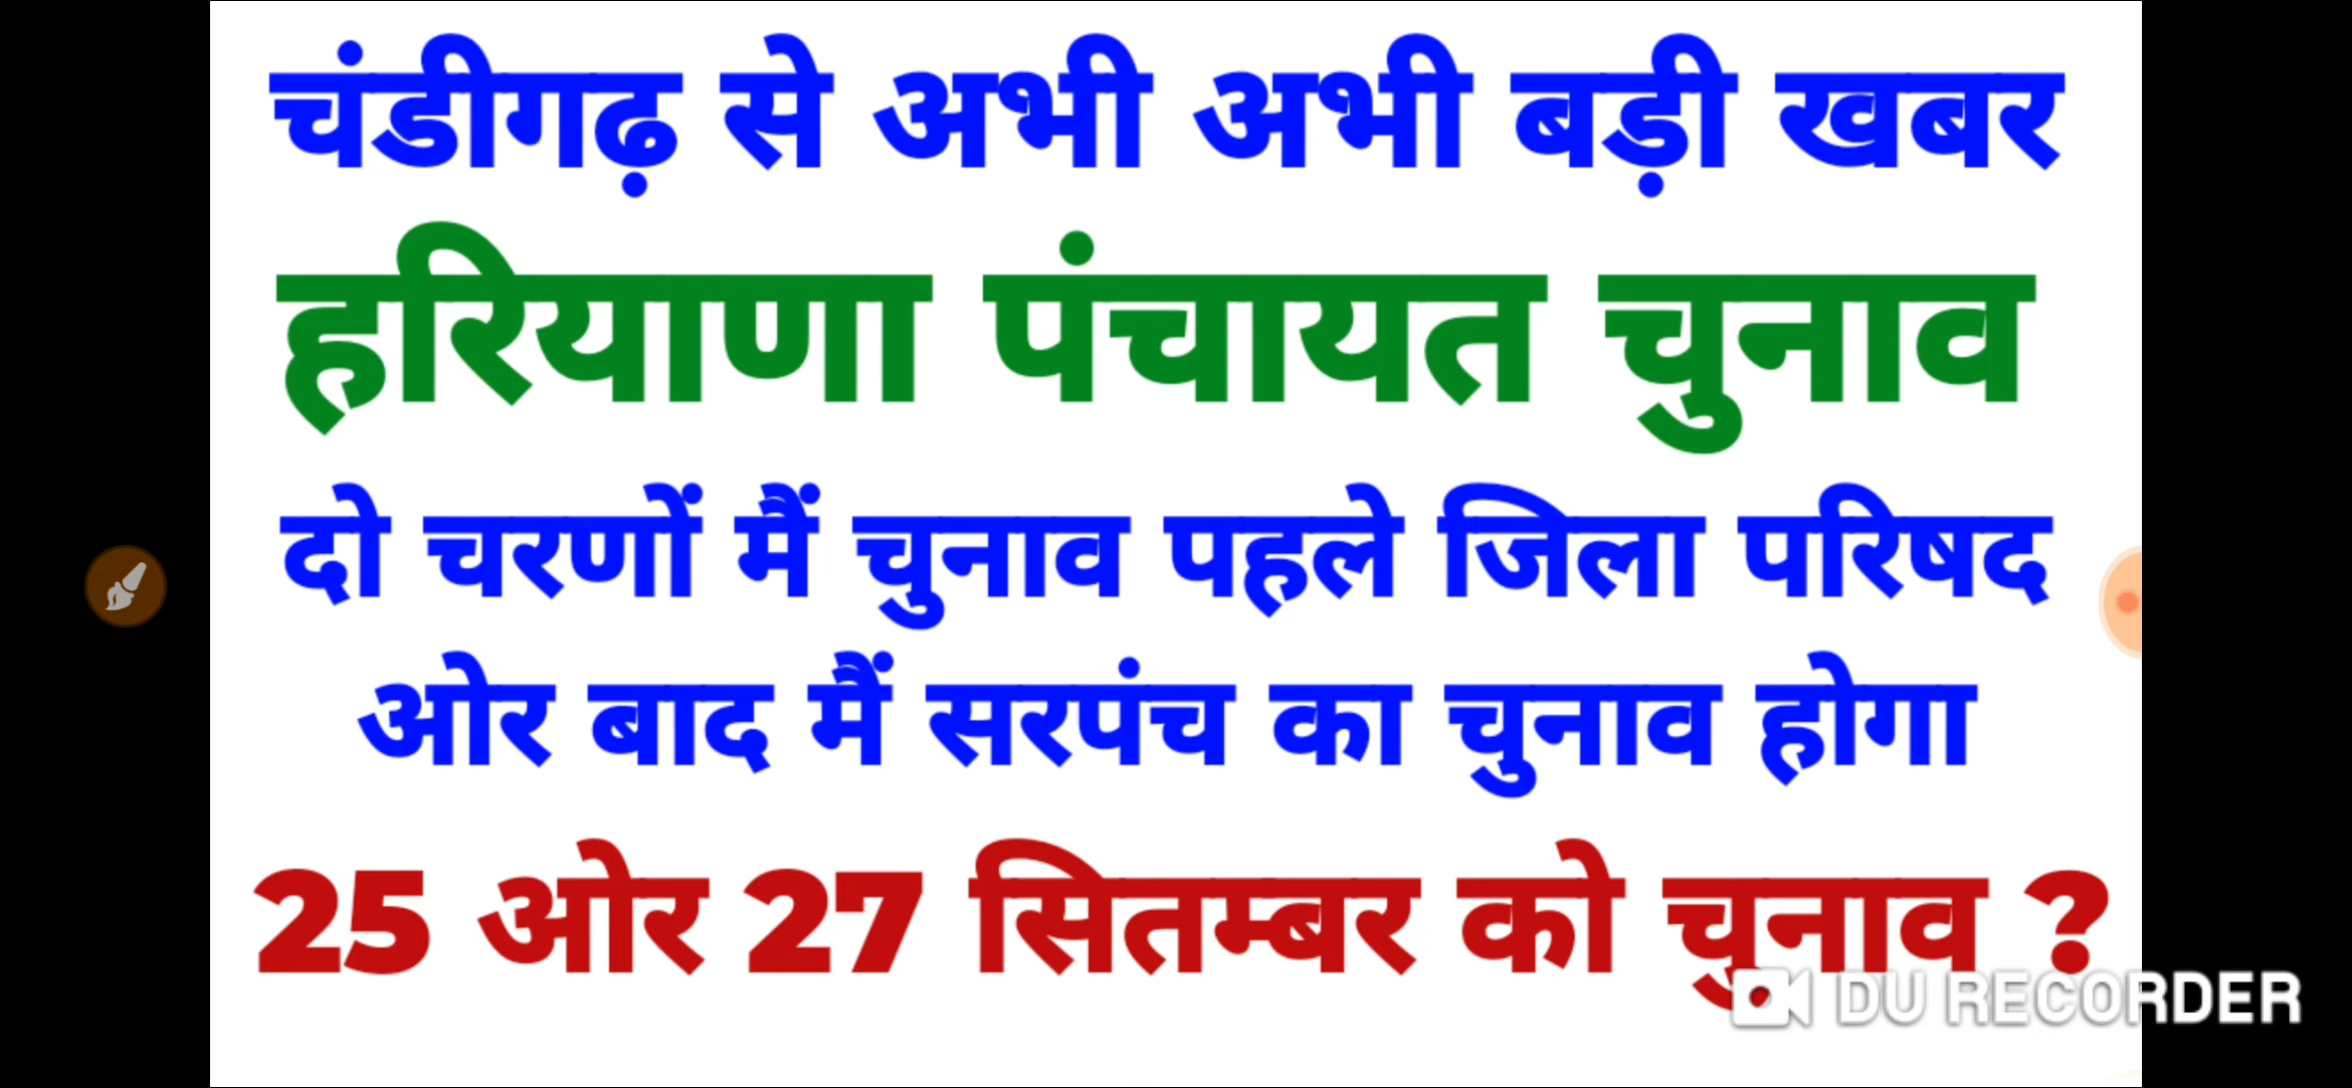 चंडीगढ़ से अभी अभी बड़ी खबर
हरियाणा पंचायत चुनाव
दो चरणों मैं चुनाव पहले जिला परिषद
ओर बाद मैं सरपंच का चुनाव होगा
25 ओर 27 सितम्बर को चुनाव ?
DU RECORDER